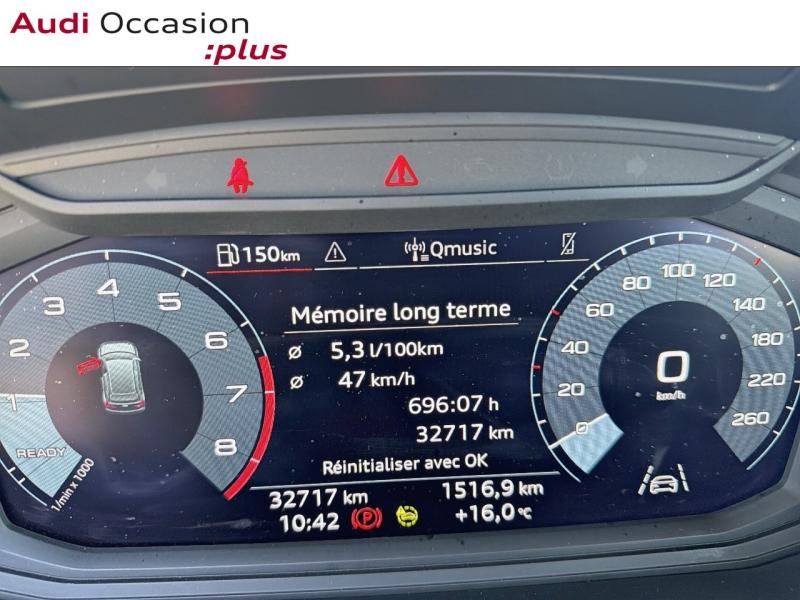 Audi Occasion
:plus
150km Qmusic
Mémoire long terme
ø 5,3 l/100km
ø 47 km/h
696:07 h
32717 km
Réinitialiser avec OK
32717 km 1516,9 km
10:42 P +16,0 °C
READY 1 2 3 4 5 6 7 8
1/min x 1000
0 20 40 60 80 100 120 140 180 220 260
0
km/h